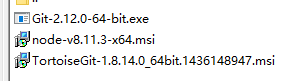 Git-2.12.0-64-bit.exe
node-v8.11.3-x64.msi
TortoiseGit-1.8.14.0_64bit.1436148947.msi